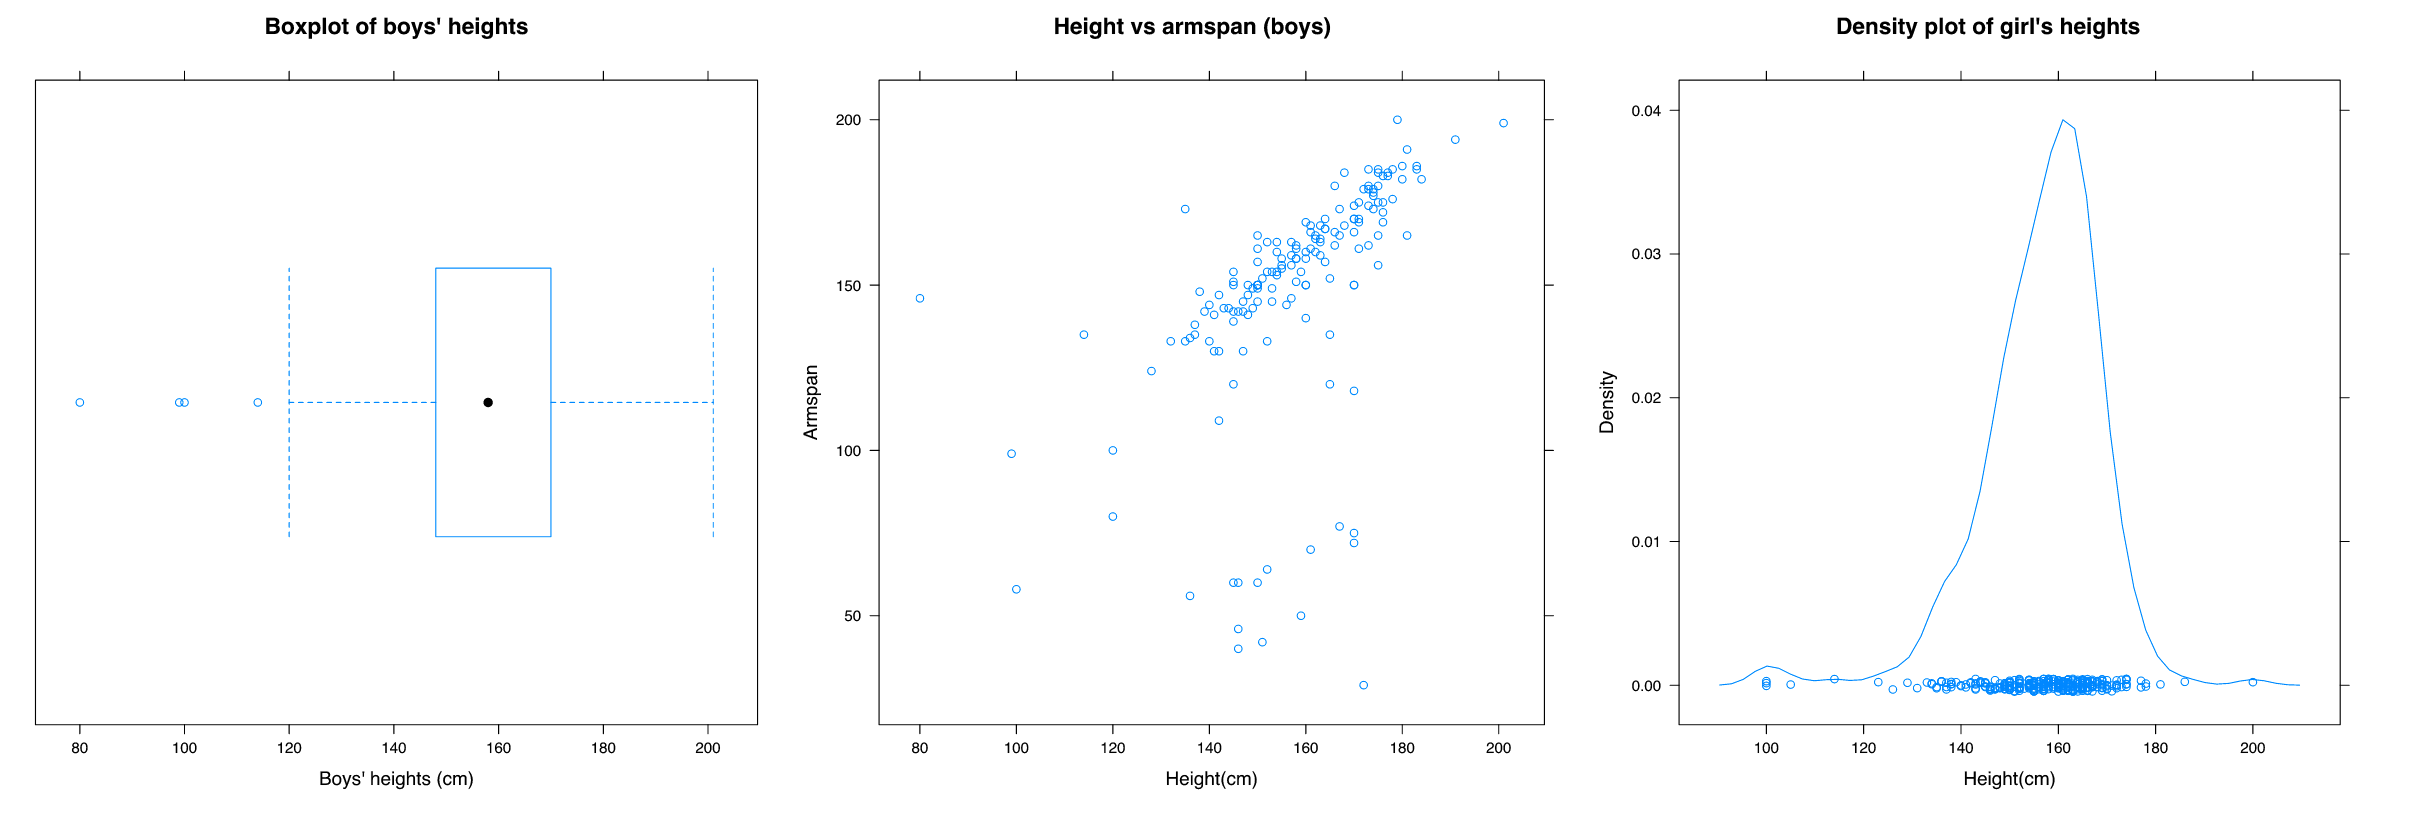 Boxplot of boys' heights
80 100 120 140 160 180 200
Boys' heights (cm)
Height vs armspan (boys)
Armspan
200
150
100
50
80 100 120 140 160 180 200
Height(cm)
Density plot of girl's heights
Density
0.04
0.03
0.02
0.01
0.00
100 120 140 160 180 200
Height(cm)